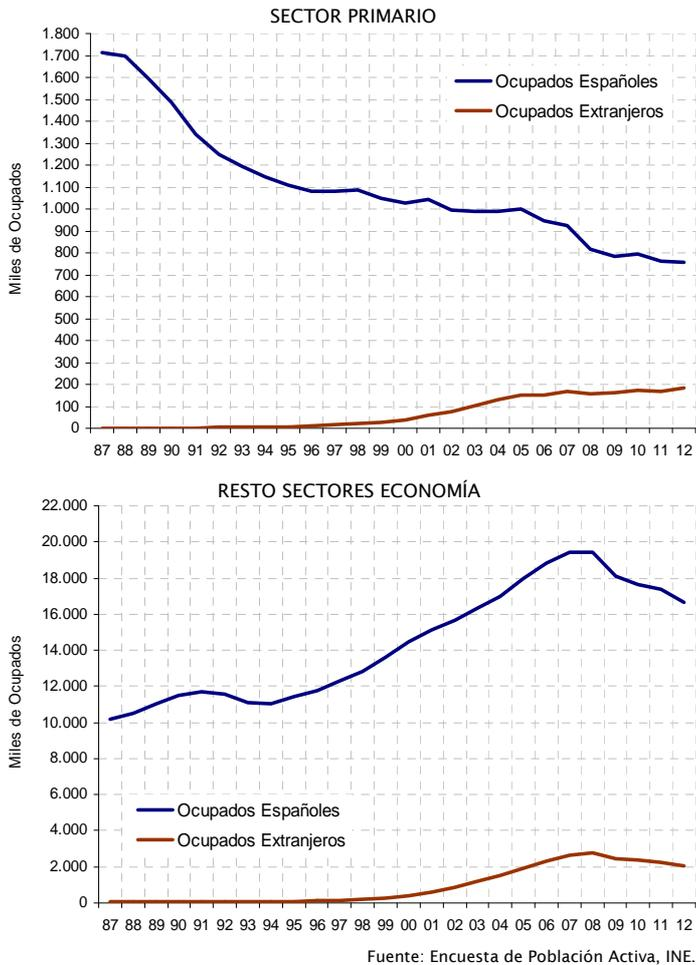 SECTOR PRIMARIO
1.800
1.700
1.600
1.500
1.400
1.300
1.200
1.100
1.000
900
800
700
600
500
400
300
200
100
0
Miles de Ocupados
Ocupados Españoles
Ocupados Extranjeros
87 88 89 90 91 92 93 94 95 96 97 98 99 00 01 02 03 04 05 06 07 08 09 10 11 12
RESTO SECTORES ECONOMÍA
22.000
20.000
18.000
16.000
14.000
12.000
10.000
8.000
6.000
4.000
2.000
0
Miles de Ocupados
Ocupados Españoles
Ocupados Extranjeros
87 88 89 90 91 92 93 94 95 96 97 98 99 00 01 02 03 04 05 06 07 08 09 10 11 12
Fuente: Encuesta de Población Activa, INE.